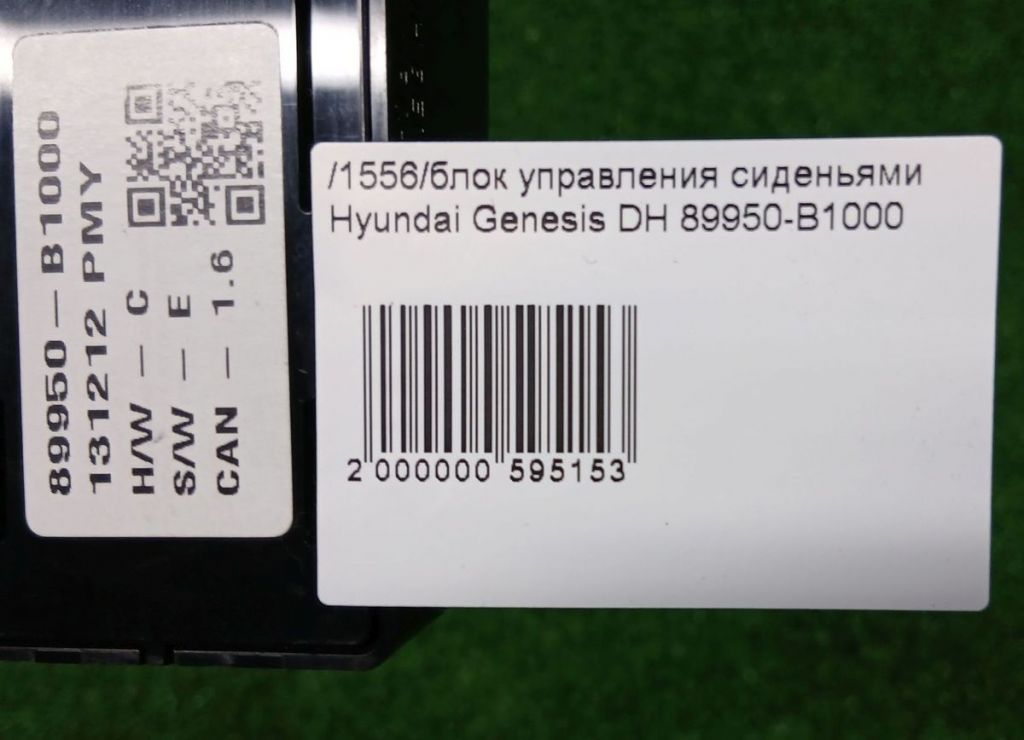 89950-B1000
131212 PMY
H/W - C
S/W - E
CAN - 1.6
/1556/блок управления сиденьями
Hyundai Genesis DH 89950-B1000
2 000000 595153